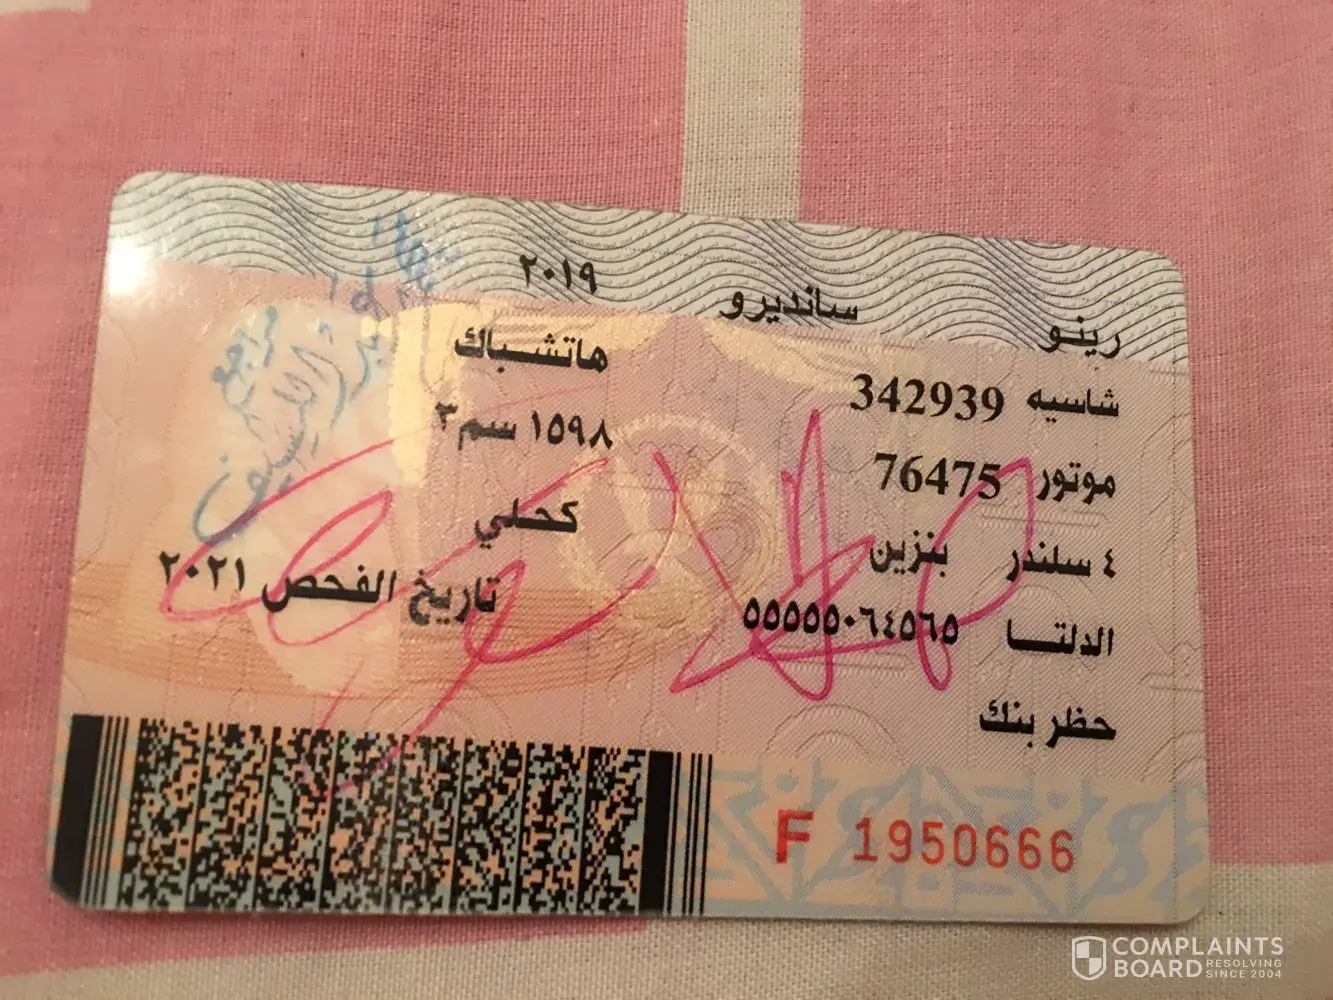 رينو سانديرو ٢٠١٩
شاسيه 342939 هاتشباك
موتور 76475 ١٥٩٨ سم٣
٤ سلندر بنزين كحلي
الدلتا ٥٥٥٥٥٠٦٤٥٦٥ تاريخ الفحص ٢٠٢١
حظر بنك
F 1950666
COMPLAINTS
BOARD RESOLVING
SINCE 2004